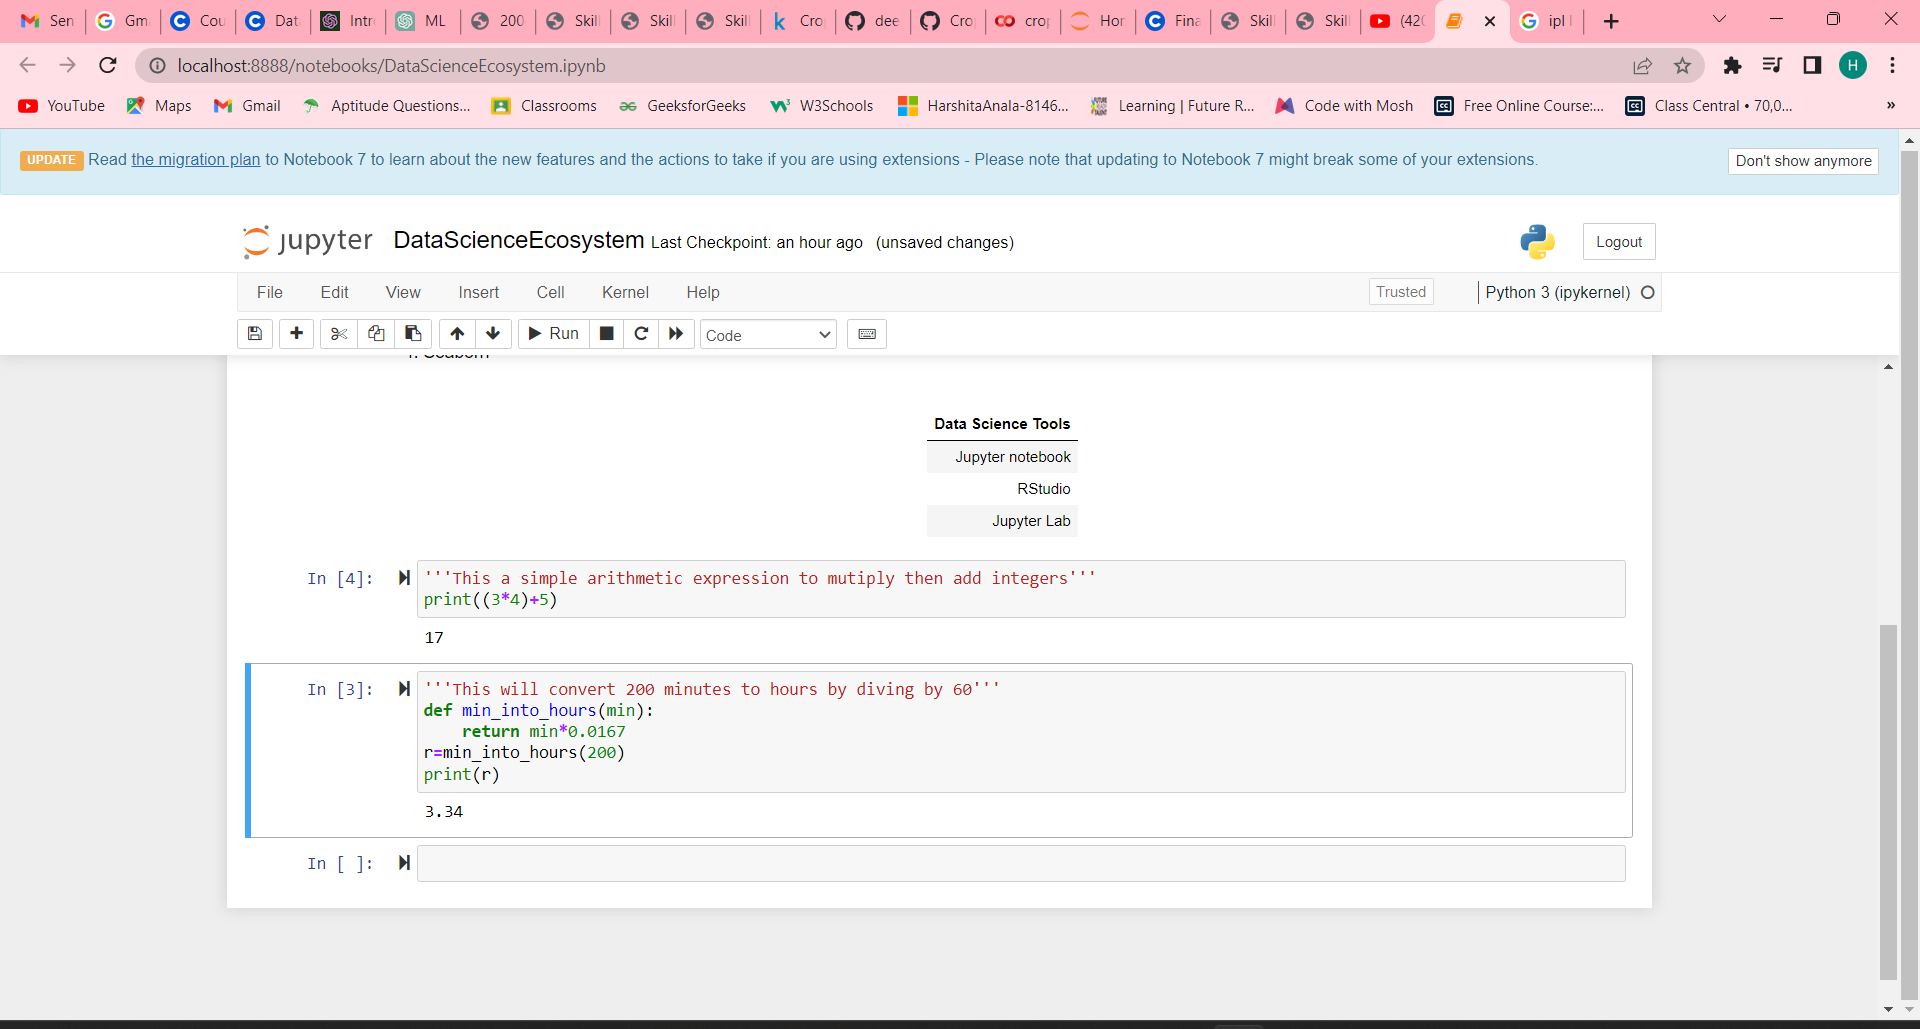 Sen
Gm
Cou
Dat
Intr
ML
200
Skil
Skil
Skil
Cro
dee
Cro
crop
Hor
Fina
Skil
Skil
(420
ipl
localhost:8888/notebooks/DataScienceEcosystem.ipynb
H
YouTube
Maps
Gmail
Aptitude Questions...
Classrooms
GeeksforGeeks
W3Schools
HarshitaAnala-8146...
Learning | Future R...
Code with Mosh
Free Online Course:...
Class Central • 70,0...
»
UPDATE Read the migration plan to Notebook 7 to learn about the new features and the actions to take if you are using extensions - Please note that updating to Notebook 7 might break some of your extensions.
Don't show anymore
jupyter DataScienceEcosystem Last Checkpoint: an hour ago (unsaved changes)
Logout
File Edit View Insert Cell Kernel Help
Trusted
Python 3 (ipykernel)
Run
Code
Data Science Tools
Jupyter notebook
RStudio
Jupyter Lab
In [4]:
'''This a simple arithmetic expression to mutiply then add integers'''
print((3*4)+5)
17
In [3]:
'''This will convert 200 minutes to hours by diving by 60'''
def min_into_hours(min):
    return min*0.0167
r=min_into_hours(200)
print(r)
3.34
In [ ]: